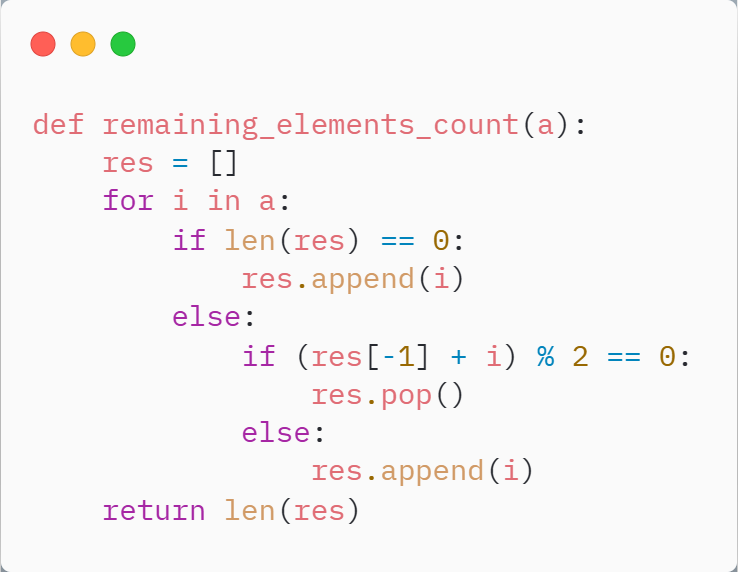 def remaining_elements_count(a):
    res = []
    for i in a:
        if len(res) == 0:
            res.append(i)
        else:
            if (res[-1] + i) % 2 == 0:
                res.pop()
            else:
                res.append(i)
    return len(res)